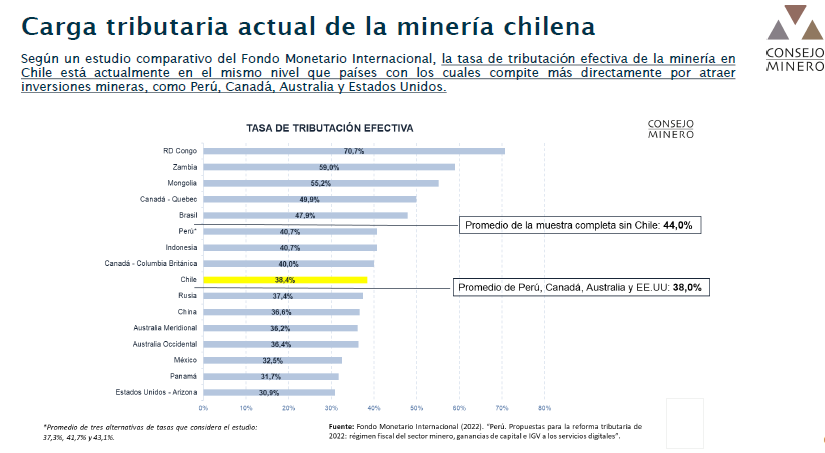 Carga tributaria actual de la minería chilena
CONSEJO
MINERO
Según un estudio comparativo del Fondo Monetario Internacional, la tasa de tributación efectiva de la minería en
Chile está actualmente en el mismo nivel que países con los cuales compite más directamente por atraer
inversiones mineras, como Perú, Canadá, Australia y Estados Unidos.
TASA DE TRIBUTACIÓN EFECTIVA
CONSEJO
MINERO
RD Congo 70,7%
Zambia 59,0%
Mongolia 55,2%
Canadá - Quebec 49,9%
Brasil 47,9%
Promedio de la muestra completa sin Chile: 44,0%
Perú* 40,7%
Indonesia 40,7%
Canadá - Columbia Británica 40,0%
Chile 38,4%
Promedio de Perú, Canadá, Australia y EE.UU: 38,0%
Rusia 37,4%
China 36,6%
Australia Meridional 36,2%
Australia Occidental 36,4%
México 32,5%
Panamá 31,7%
Estados Unidos - Arizona 30,9%
0% 10% 20% 30% 40% 50% 60% 70% 80%
*Promedio de tres alternativas de tasas que considera el estudio:
37,3%, 41,7% y 43,1%.
Fuente: Fondo Monetario Internacional (2022). "Perú. Propuestas para la reforma tributaria de
2022: régimen fiscal del sector minero, ganancias de capital e IGV a los servicios digitales".